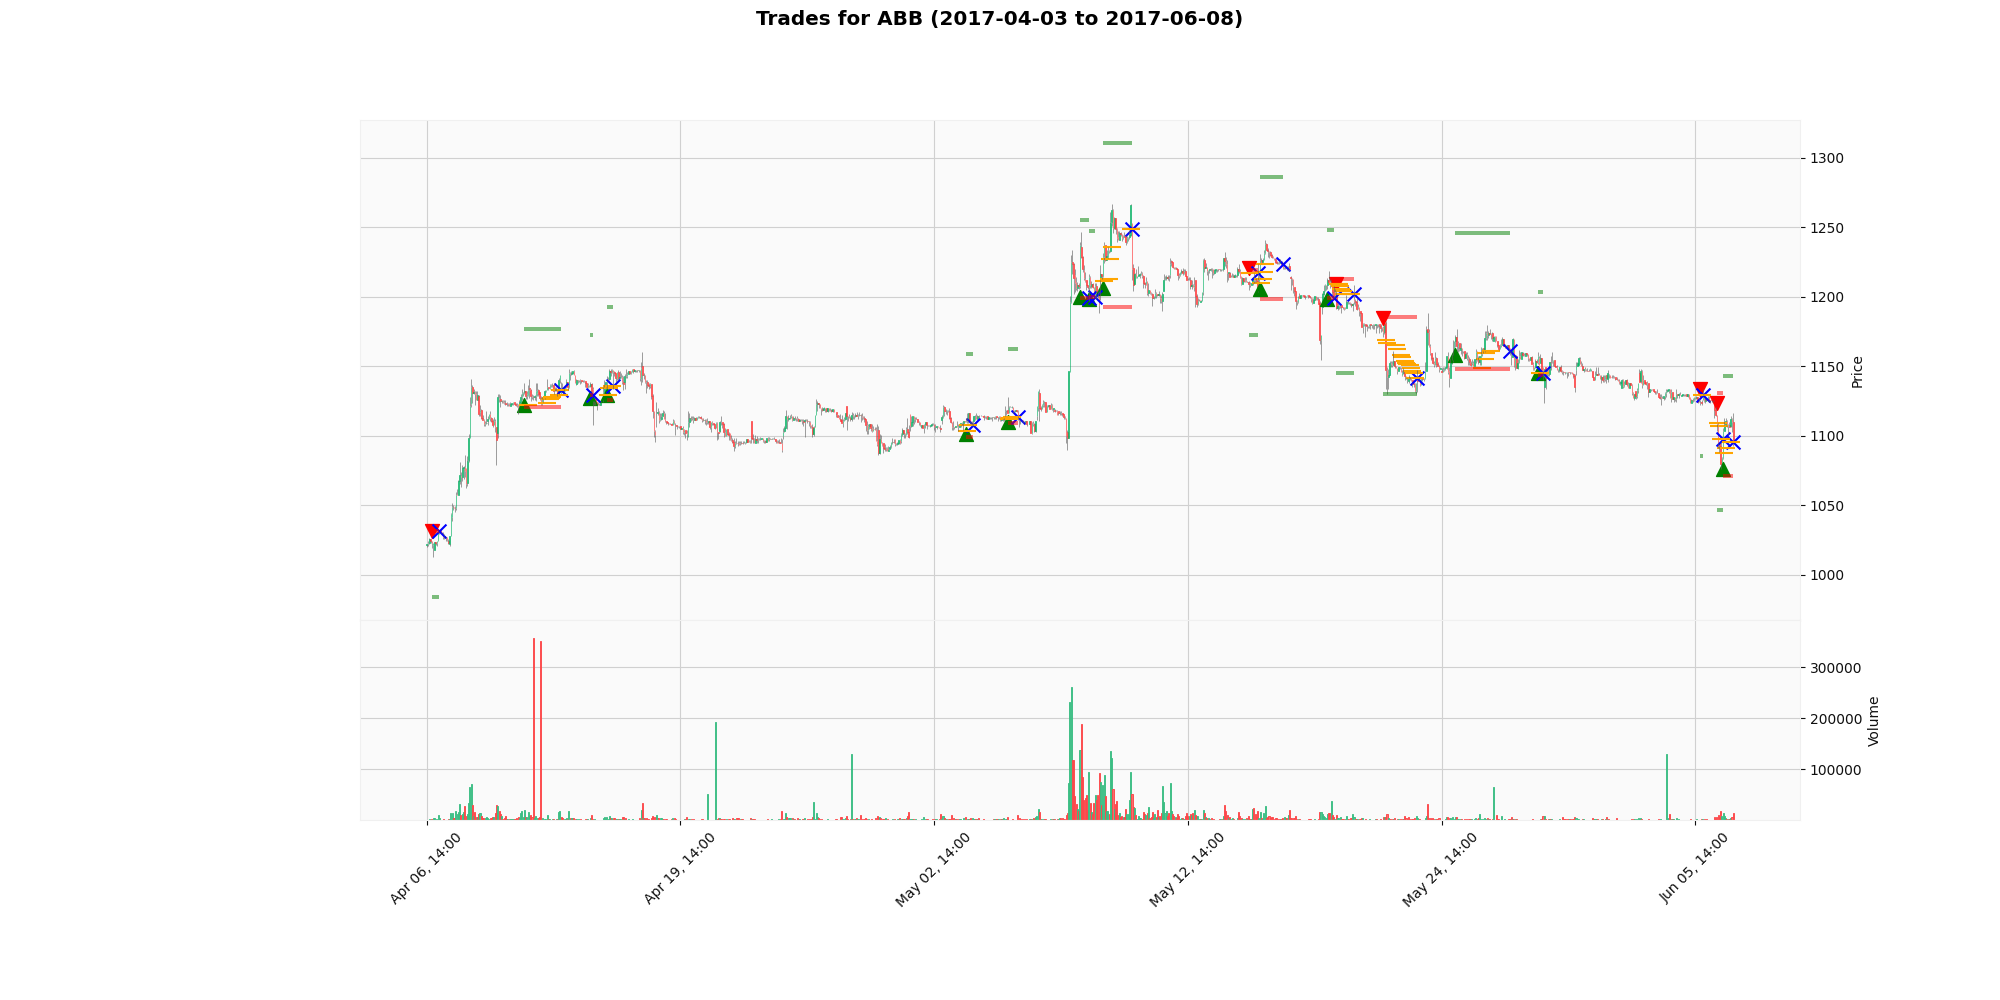 Trades for ABB (2017-04-03 to 2017-06-08)
1300
1250
1200
1150
1100
1050
1000
Price
300000
200000
100000
Volume
Apr 06, 14:00
Apr 19, 14:00
May 02, 14:00
May 12, 14:00
May 24, 14:00
Jun 05, 14:00